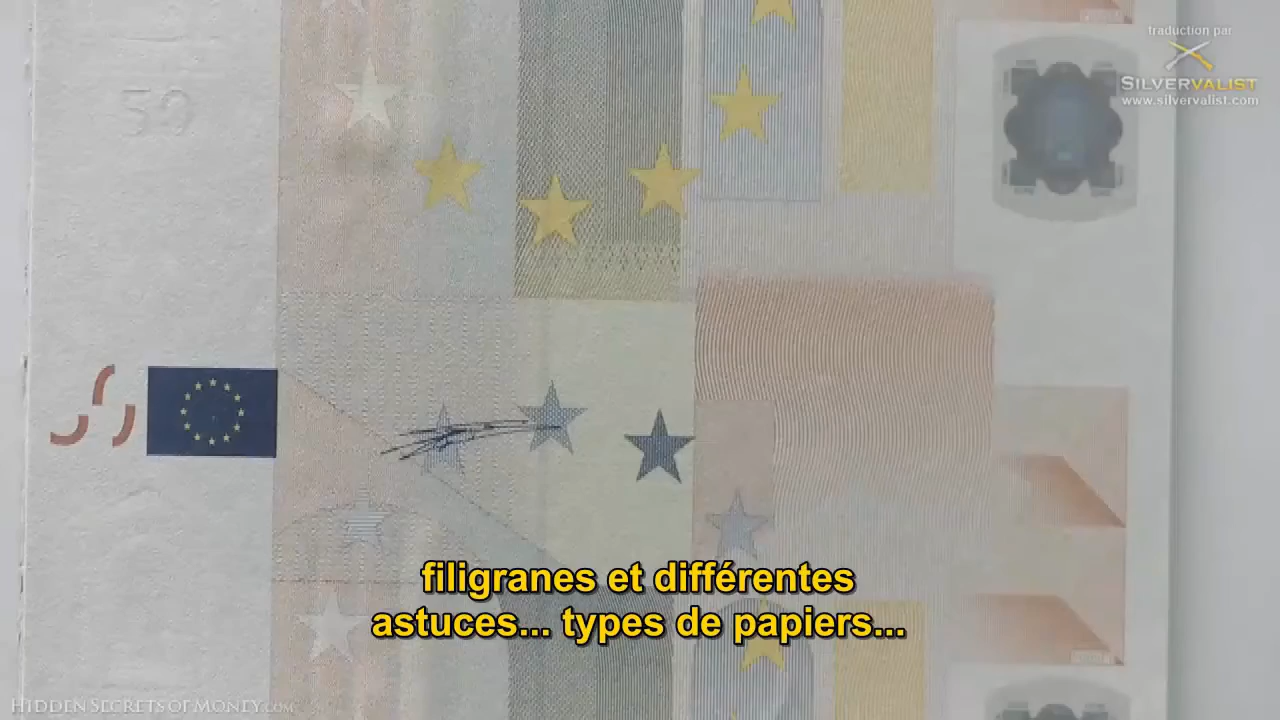 traduction par
SILVERVALIST
www.silvervalist.com
50
filigranes et différentes
astuces... types de papiers...
HIDDEN SECRETS OF MONEY.COM